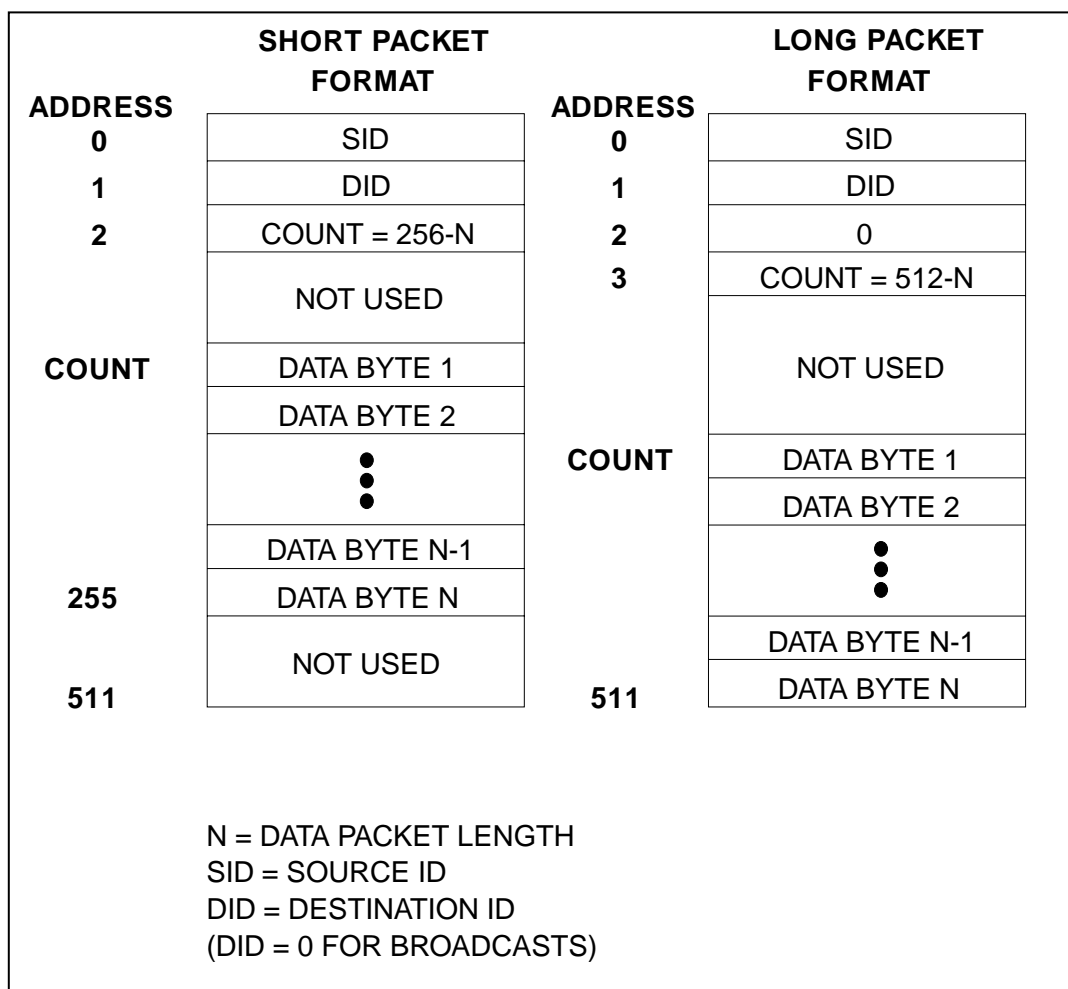 SHORT PACKET
FORMAT
ADDRESS
0
SID
1
DID
2
COUNT = 256-N
NOT USED
COUNT
DATA BYTE 1
DATA BYTE 2
DATA BYTE N-1
255
DATA BYTE N
NOT USED
511
LONG PACKET
FORMAT
ADDRESS
0
SID
1
DID
2
0
3
COUNT = 512-N
NOT USED
COUNT
DATA BYTE 1
DATA BYTE 2
DATA BYTE N-1
511
DATA BYTE N
N = DATA PACKET LENGTH
SID = SOURCE ID
DID = DESTINATION ID
(DID = 0 FOR BROADCASTS)